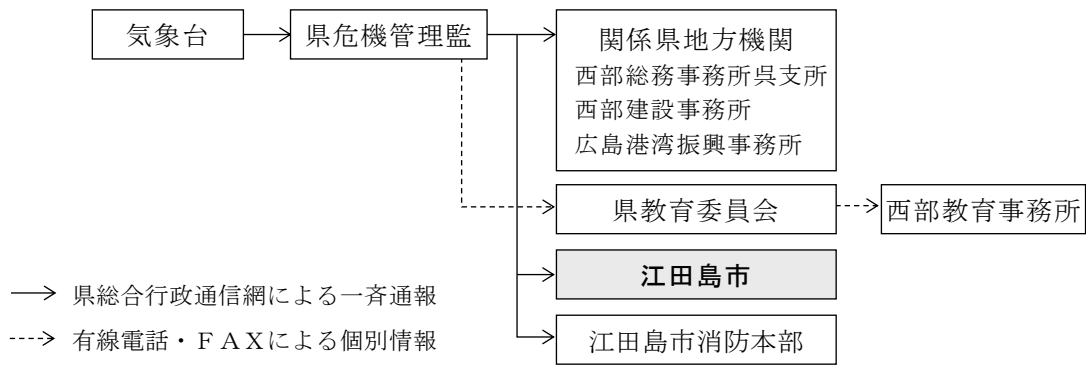 気象台
県危機管理監
関係県地方機関
西部総務事務所呉支所
西部建設事務所
広島港湾振興事務所
県教育委員会
西部教育事務所
江田島市
江田島市消防本部
県総合行政通信網による一斉通報
有線電話・ＦＡＸによる個別情報